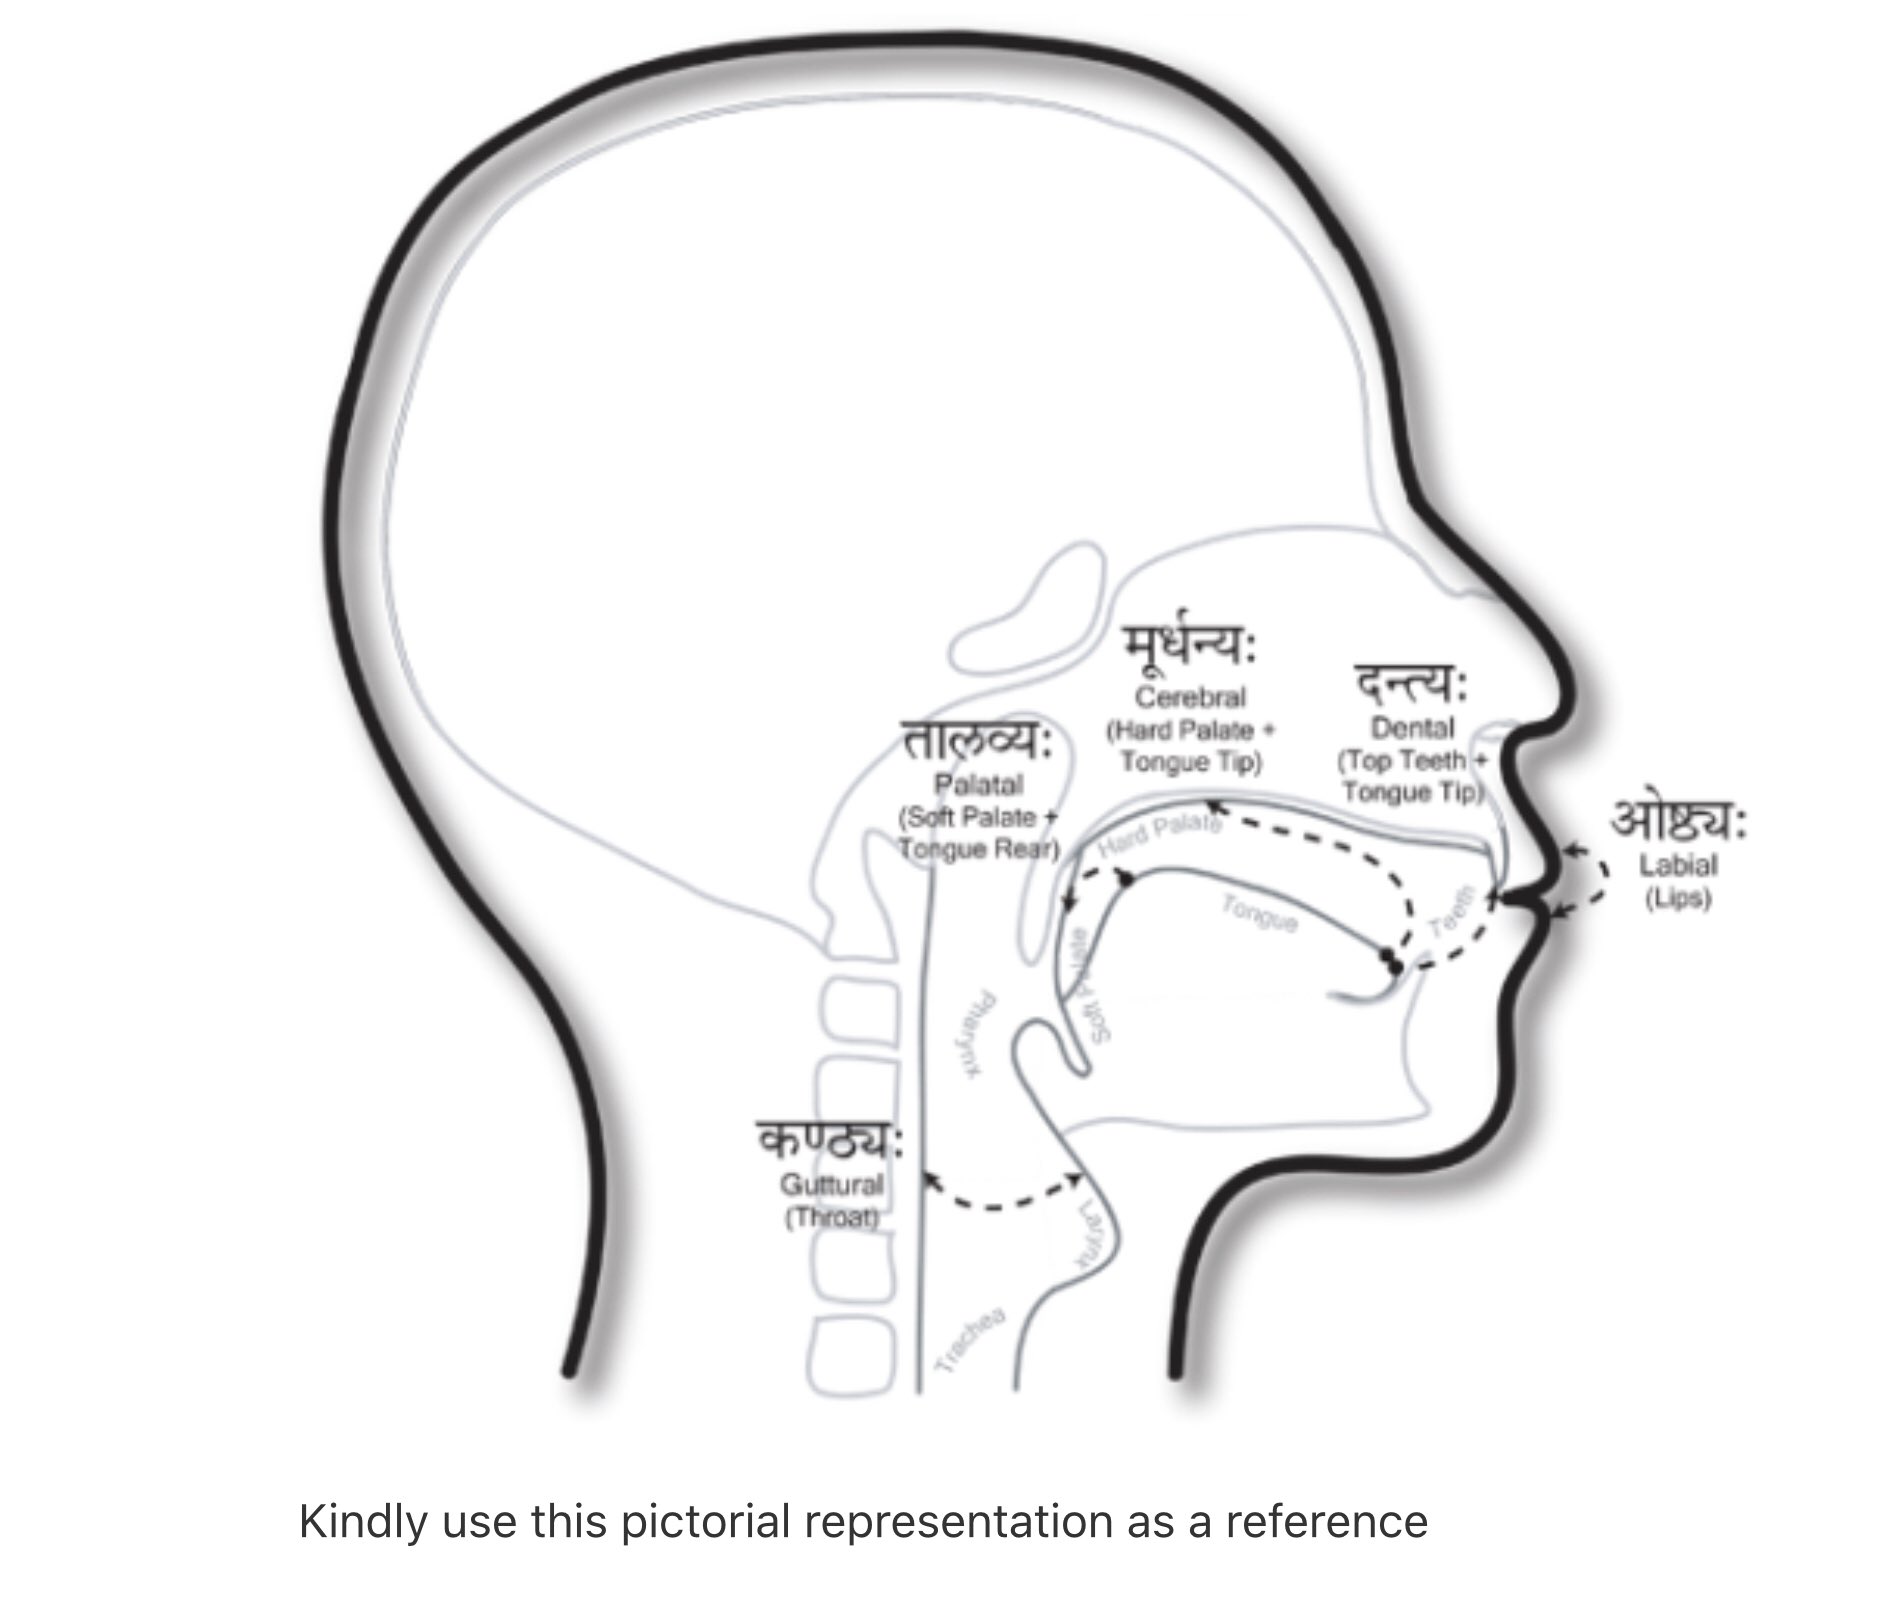 मूर्धन्यः
Cerebral
(Hard Palate +
Tongue Tip)
दन्त्यः
Dental
(Top Teeth +
Tongue Tip)
तालव्यः
Palatal
(Soft Palate +
Tongue Rear)
ओष्ठ्यः
Labial
(Lips)
Hard Palate
Tongue
Teeth
Soft Palate
Pharynx
कण्ठ्यः
Guttural
(Throat)
Larynx
Trachea
Kindly use this pictorial representation as a reference